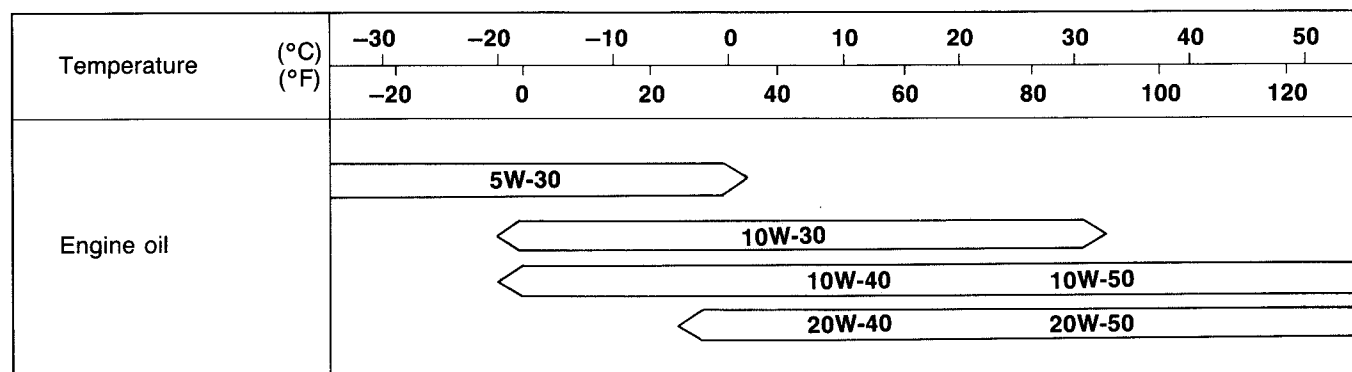 Temperature (°C) −30 −20 −10 0 10 20 30 40 50
(°F) −20 0 20 40 60 80 100 120
5W-30
Engine oil 10W-30
10W-40 10W-50
20W-40 20W-50